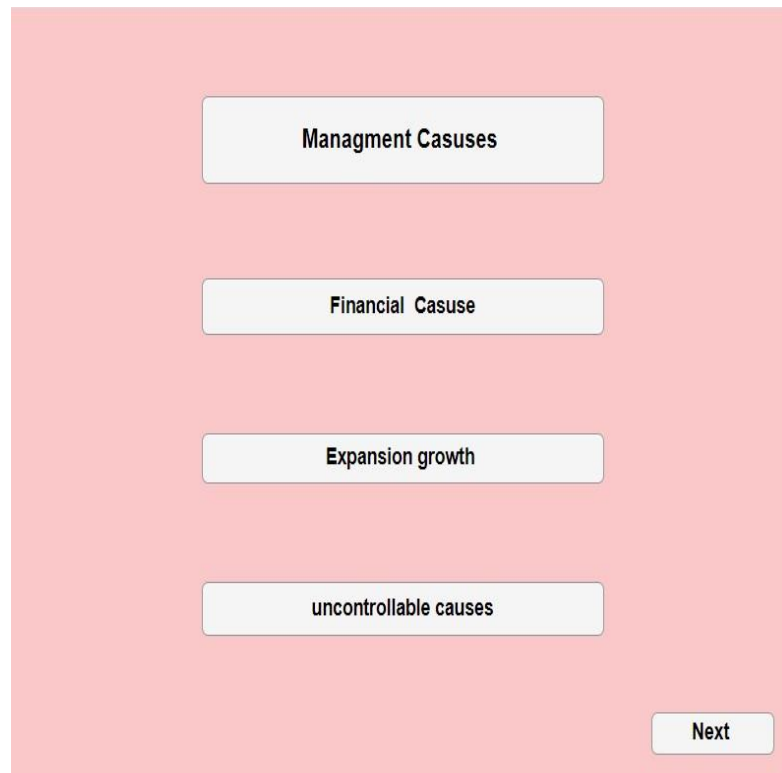 Managment Casuses
Financial Casuse
Expansion growth
uncontrollable causes
Next